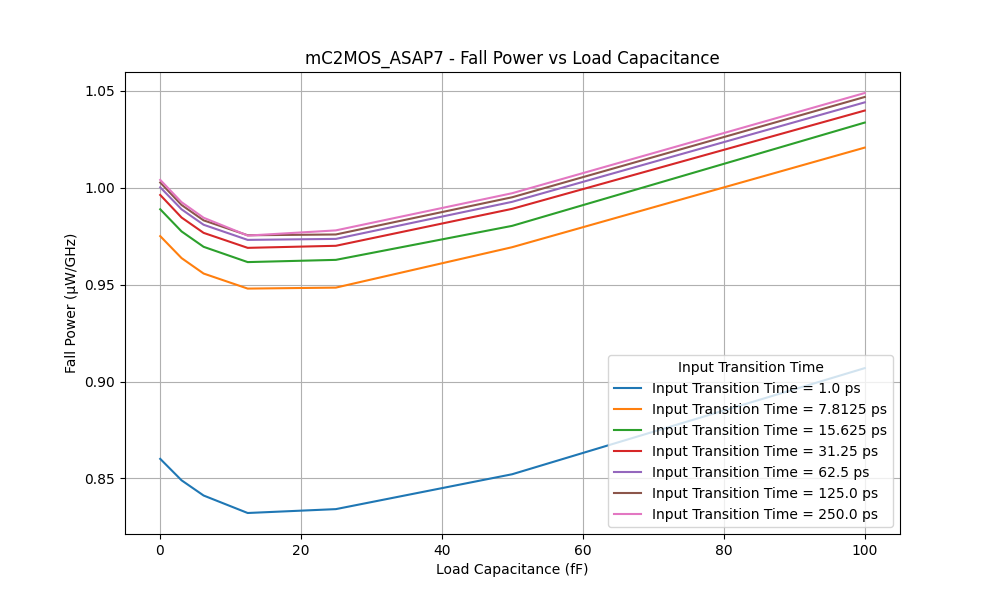 mC2MOS_ASAP7 - Fall Power vs Load Capacitance
1.05
1.00
0.95
0.90
0.85
Fall Power (μW/GHz)
Input Transition Time
Input Transition Time = 1.0 ps
Input Transition Time = 7.8125 ps
Input Transition Time = 15.625 ps
Input Transition Time = 31.25 ps
Input Transition Time = 62.5 ps
Input Transition Time = 125.0 ps
Input Transition Time = 250.0 ps
0 20 40 60 80 100
Load Capacitance (fF)